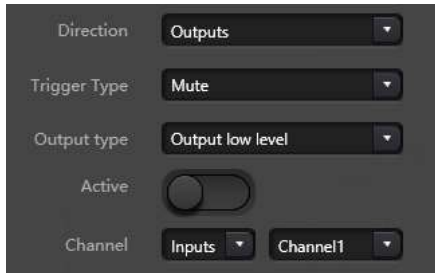 Direction Outputs
Trigger Type Mute
Output type Output low level
Active
Channel Inputs Channel1